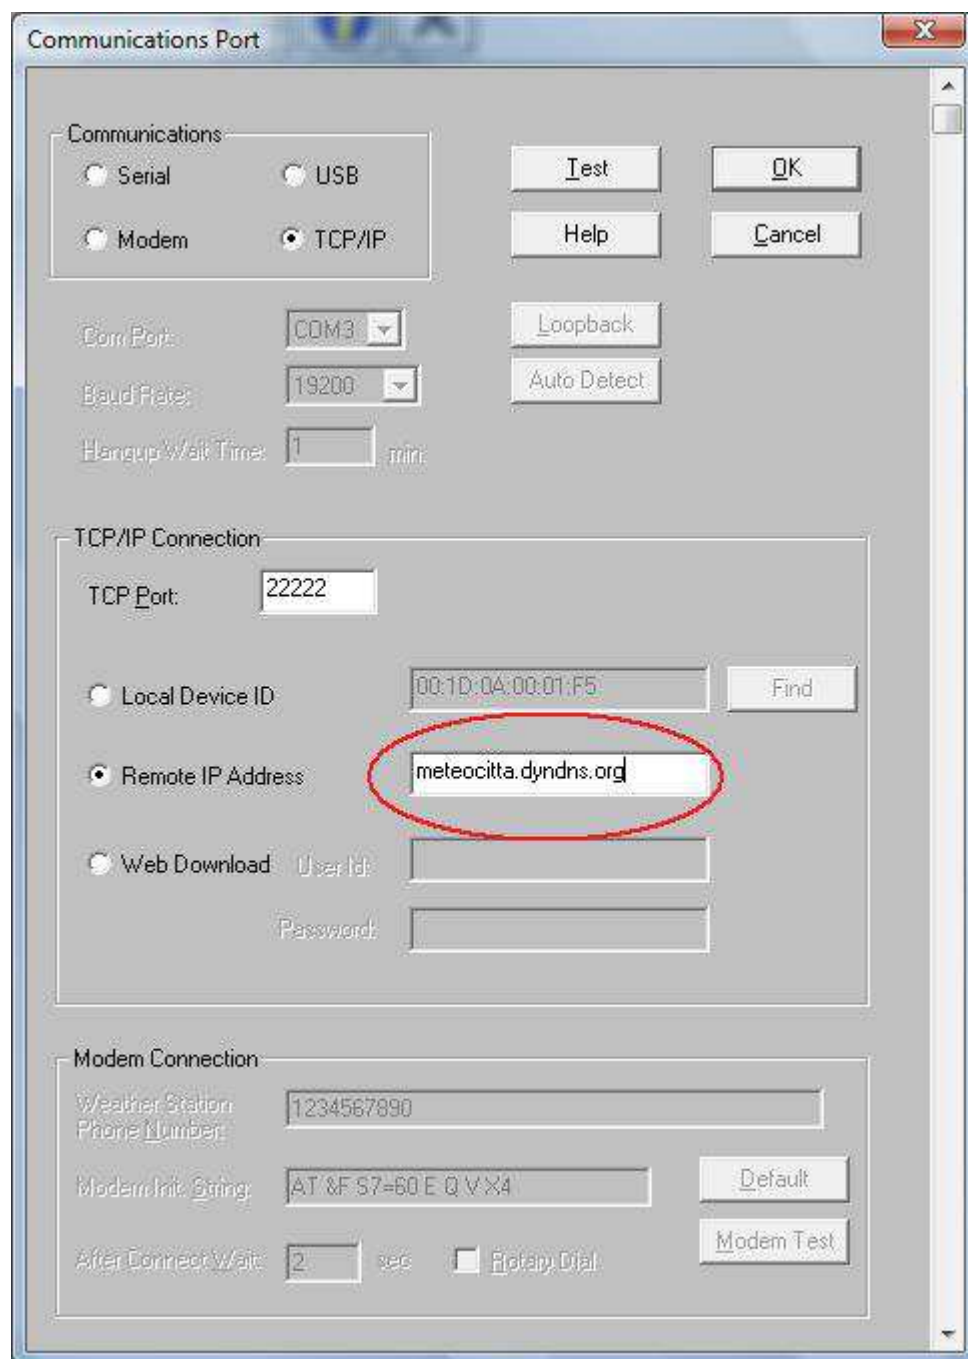 Communications Port
Communications
Serial
USB
Modem
TCP/IP
Test
OK
Help
Cancel
Com Port:
COM3
Loopback
Baud Rate:
19200
Auto Detect
Hangup Wait Time:
1
min.
TCP/IP Connection
TCP Port:
22222
Local Device ID
00:1D:0A:00:01:F5
Find
Remote IP Address
meteocitta.dyndns.org
Web Download
User Id:
Password:
Modem Connection
Weather Station
Phone Number:
1234567890
Modem Init. String:
AT &F S7=60 E Q V X4
Default
Modem Test
After Connect Wait:
2
sec
Rotary Dial